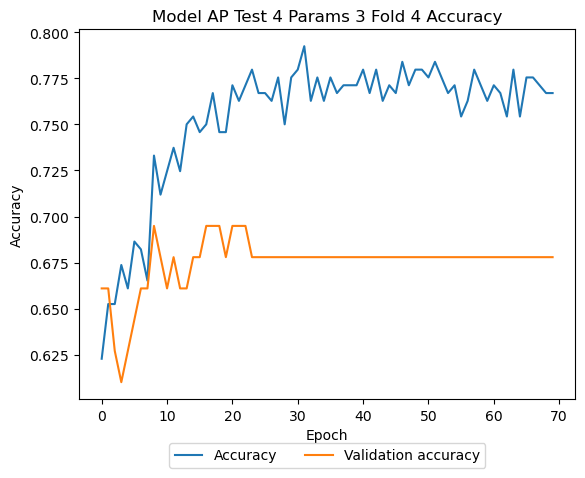 Model AP Test 4 Params 3 Fold 4 Accuracy
0.800
0.775
0.750
0.725
0.700
0.675
0.650
0.625
Accuracy
0 10 20 30 40 50 60 70
Epoch
Accuracy Validation accuracy